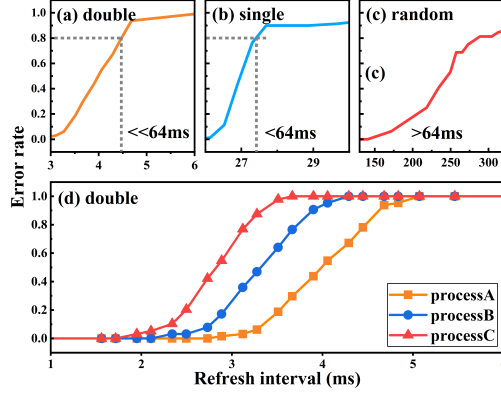 (a) double
(b) single
(c) random
1.0
0.8
0.6
0.4
0.2
0.0
(c)
<<64ms
<64ms
>64ms
3 4 5 6
27 29
150 200 250 300
Error rate
(d) double
1.0
0.8
0.6
0.4
0.2
0.0
processA
processB
processC
1 2 3 4 5
Refresh interval (ms)